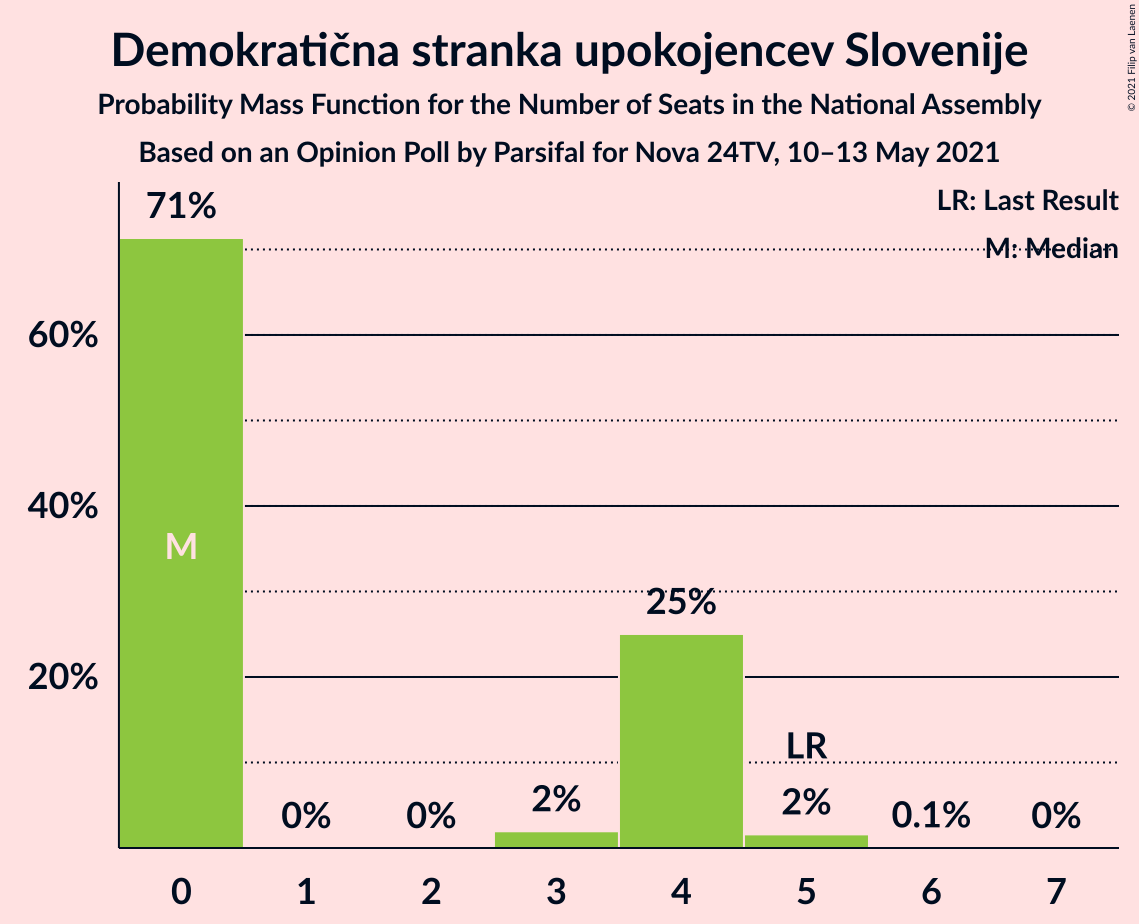 Demokratična stranka upokojencev Slovenije
Probability Mass Function for the Number of Seats in the National Assembly
Based on an Opinion Poll by Parsifal for Nova 24TV, 10–13 May 2021
© 2021 Filip van Laenen
LR: Last Result
M: Median
71%
60%
40%
20%
M
0%
0%
2%
25%
LR
2%
0.1%
0%
0 1 2 3 4 5 6 7